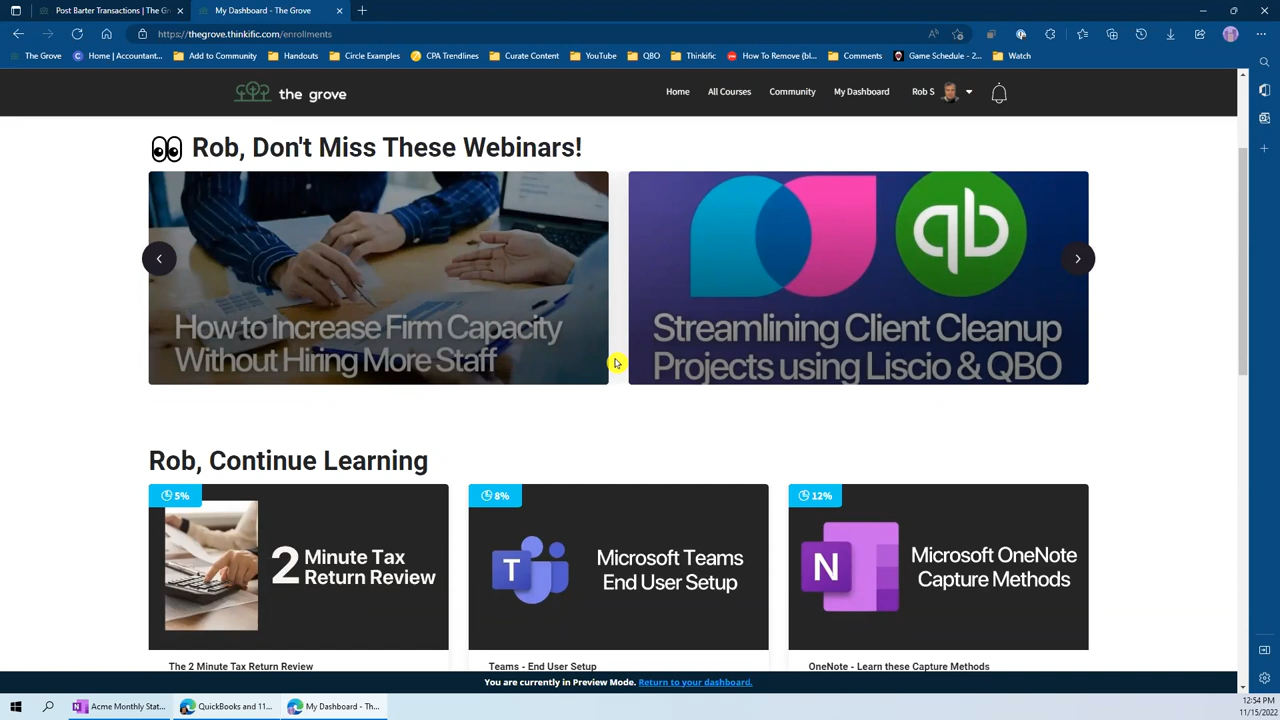 Post Barter Transactions | The Gr
My Dashboard - The Grove
https://thegrove.thinkific.com/enrollments
The Grove
Home | Accountant...
Add to Community
Handouts
Circle Examples
CPA Trendlines
Curate Content
YouTube
QBO
Thinkific
How To Remove (bl...
Comments
Game Schedule - 2...
Watch
the grove
Home
All Courses
Community
My Dashboard
Rob S
Rob, Don't Miss These Webinars!
How to Increase Firm Capacity
Without Hiring More Staff
qb
Streamlining Client Cleanup
Projects using Liscio & QBO
Rob, Continue Learning
5%
2 Minute Tax
Return Review
The 2 Minute Tax Return Review
8%
T
Microsoft Teams
End User Setup
Teams - End User Setup
12%
N
Microsoft OneNote
Capture Methods
OneNote - Learn these Capture Methods
You are currently in Preview Mode. Return to your dashboard.
Acme Monthly Stat...
QuickBooks and 11...
My Dashboard - Th...
12:54 PM
11/15/2022